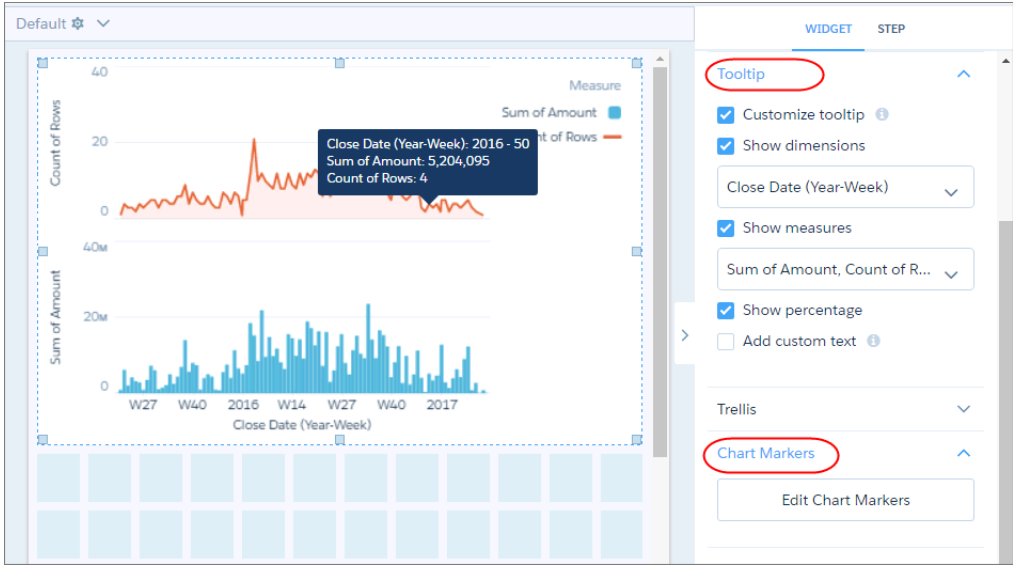 Default
WIDGET STEP
40
20
0
Count of Rows
Measure
Sum of Amount
nt of Rows
Close Date (Year-Week): 2016 - 50
Sum of Amount: 5,204,095
Count of Rows: 4
40M
20M
0
Sum of Amount
W27 W40 2016 W14 W27 W40 2017
Close Date (Year-Week)
Tooltip
Customize tooltip
Show dimensions
Close Date (Year-Week)
Show measures
Sum of Amount, Count of R...
Show percentage
Add custom text
Trellis
Chart Markers
Edit Chart Markers